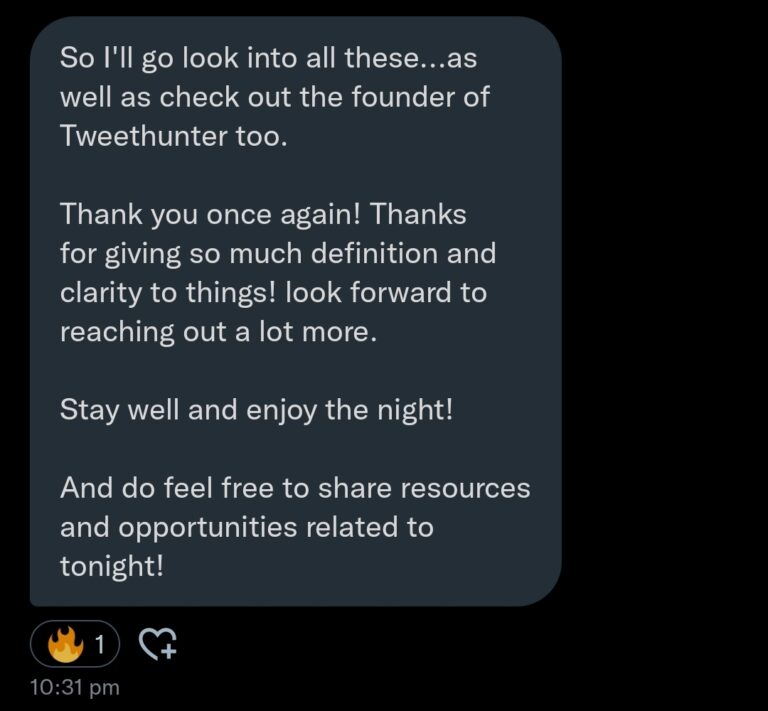 So I'll go look into all these...as
well as check out the founder of
Tweethunter too.
Thank you once again! Thanks
for giving so much definition and
clarity to things! look forward to
reaching out a lot more.
Stay well and enjoy the night!
And do feel free to share resources
and opportunities related to
tonight!
🔥 1
10:31 pm